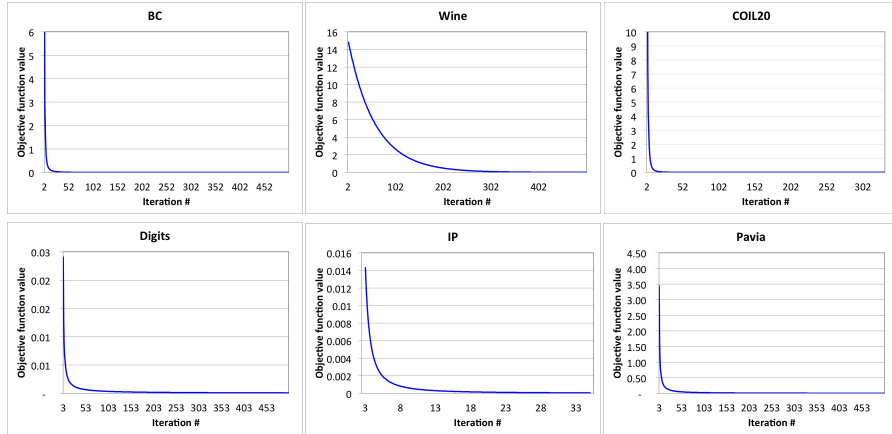 BC
Objective function value
6
5
4
3
2
1
0
2 52 102 152 202 252 302 352 402 452
Iteration #
Wine
Objective function value
16
14
12
10
8
6
4
2
0
2 102 202 302 402
Iteration #
COIL20
Objective function value
10
9
8
7
6
5
4
3
2
1
0
2 52 102 152 202 252 302
Iteration #
Digits
Objective function value
0.03
0.02
0.02
0.01
0.01
-
3 53 103 153 203 253 303 353 403 453
Iteration #
IP
Objective function value
0.016
0.014
0.012
0.01
0.008
0.006
0.004
0.002
0
3 8 13 18 23 28 33
Iteration #
Pavia
Objective function value
4.50
4.00
3.50
3.00
2.50
2.00
1.50
1.00
0.50
-
3 53 103 153 203 253 303 353 403 453
Iteration #